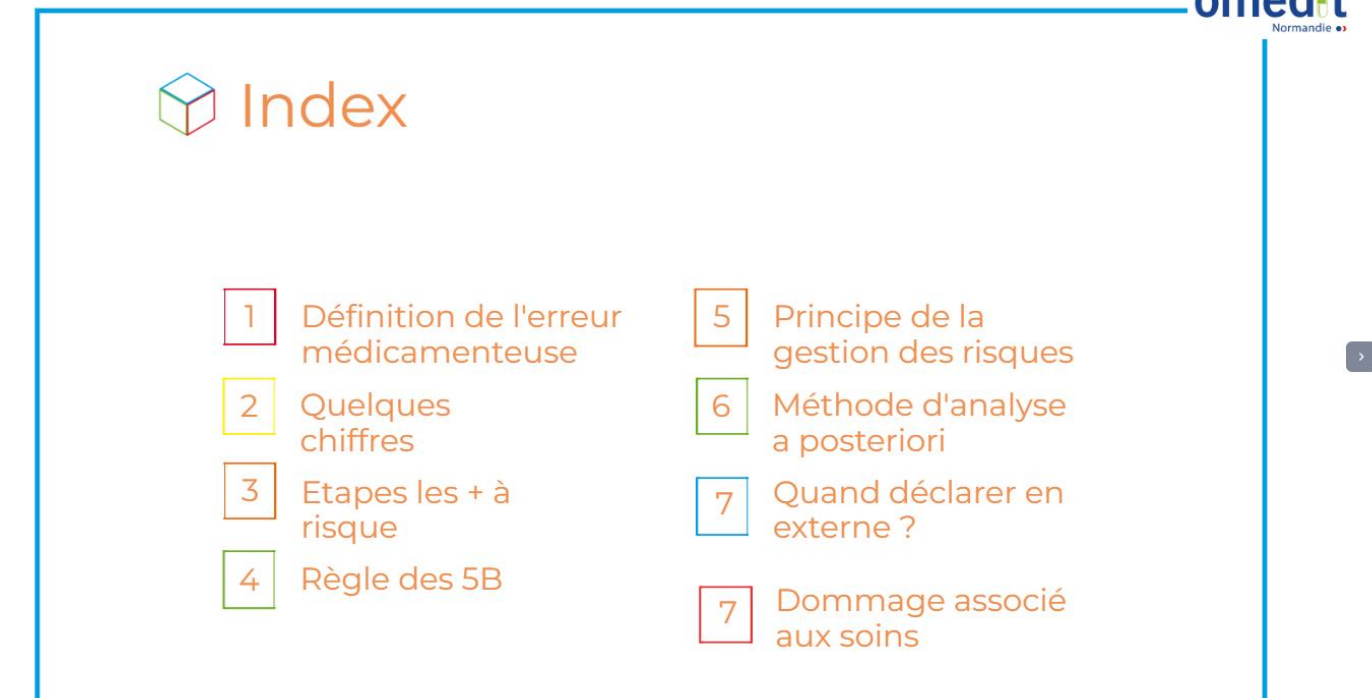 omedit
Normandie
Index
1
Définition de l'erreur
médicamenteuse
2
Quelques
chiffres
3
Etapes les + à
risque
4
Règle des 5B
5
Principe de la
gestion des risques
6
Méthode d'analyse
a posteriori
7
Quand déclarer en
externe ?
7
Dommage associé
aux soins